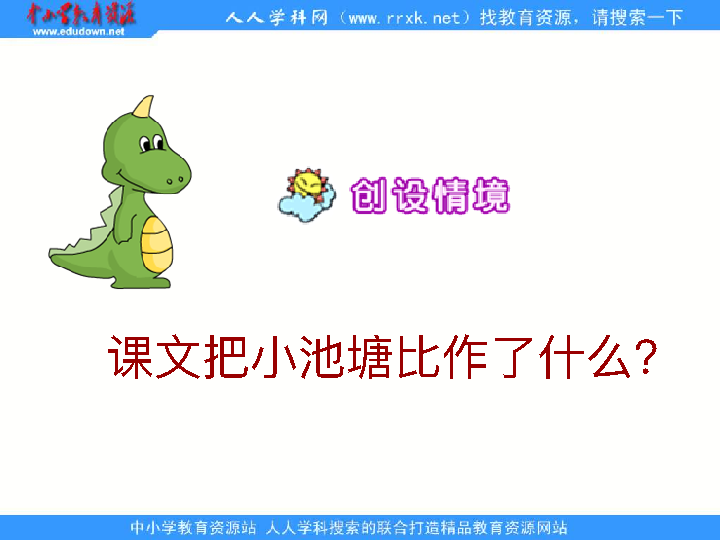 中小学教育资源
www.edudown.net
人人学科网（www.rrxk.net）找教育资源，请搜索一下
创设情境
课文把小池塘比作了什么？
中小学教育资源站 人人学科搜索的联合打造精品教育资源网站